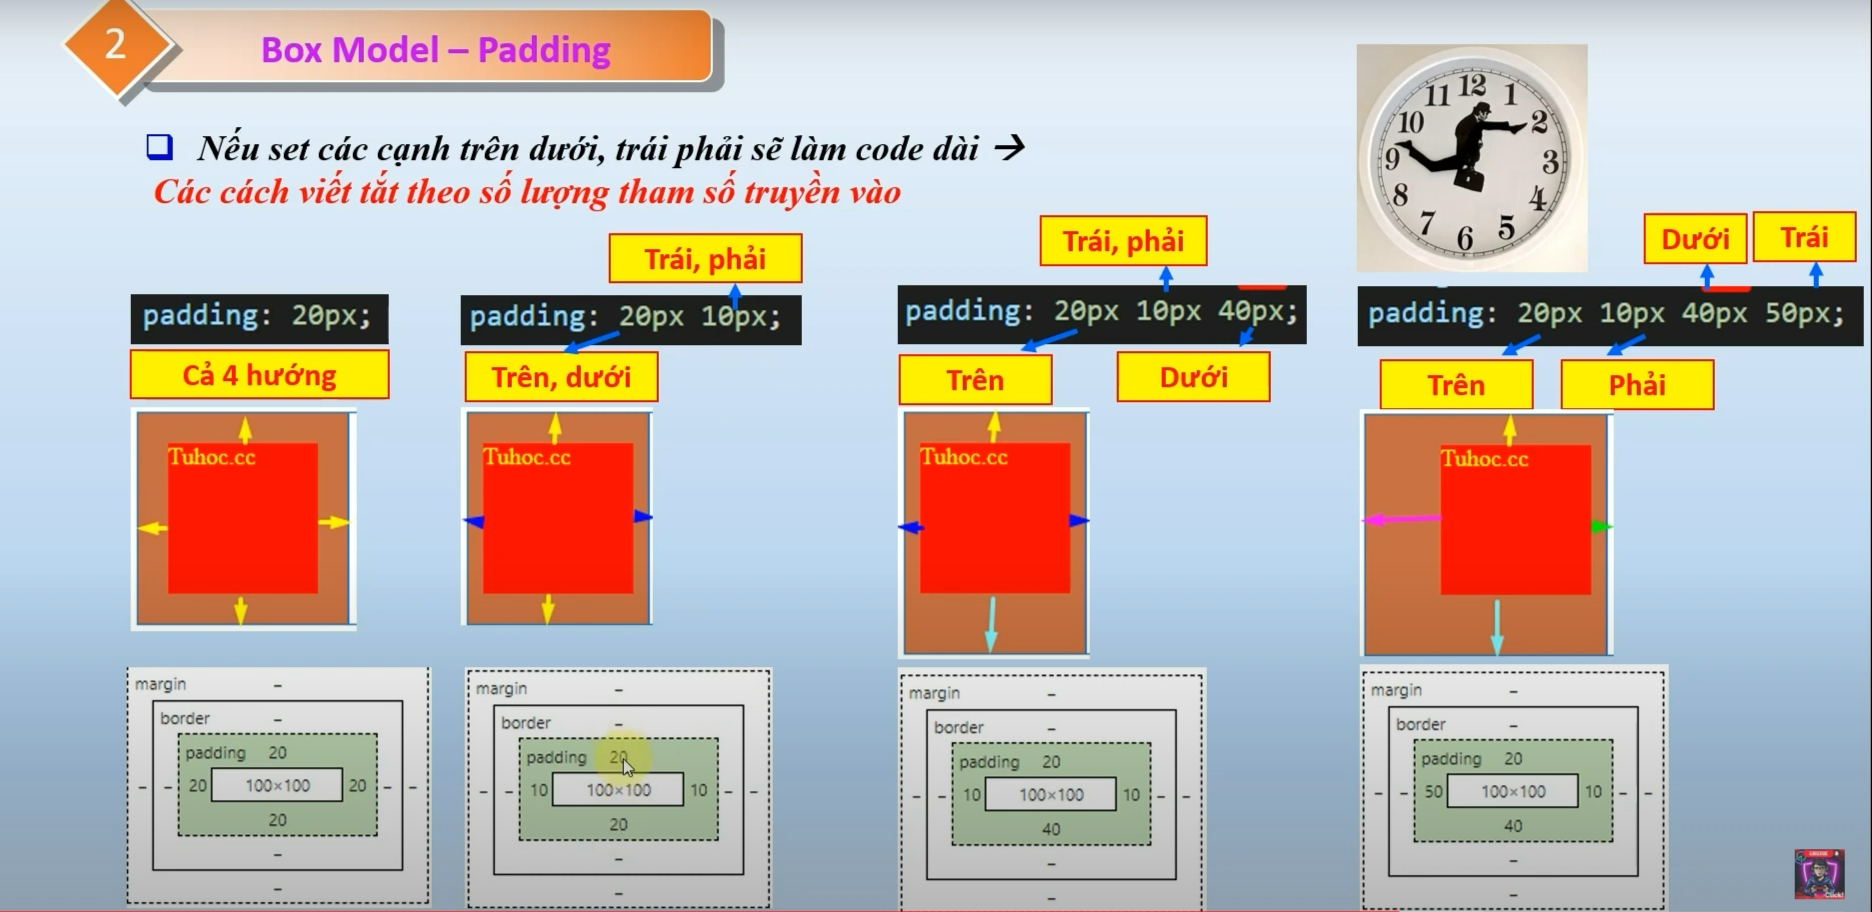 2
Box Model – Padding
Nếu set các cạnh trên dưới, trái phải sẽ làm code dài →
Các cách viết tắt theo số lượng tham số truyền vào
12
1
2
3
4
5
6
7
8
9
10
11
padding: 20px;
Cả 4 hướng
Tuhoc.cc
margin –
border –
padding 20
– – 20 100×100 20 – –
20
–
–
Trái, phải
padding: 20px 10px;
Trên, dưới
Tuhoc.cc
margin –
border –
padding 20
– – 10 100×100 10 – –
20
–
–
Trái, phải
padding: 20px 10px 40px;
Trên
Dưới
Tuhoc.cc
margin –
border –
padding 20
– – 10 100×100 10 – –
40
–
–
Dưới
Trái
padding: 20px 10px 40px 50px;
Trên
Phải
Tuhoc.cc
margin –
border –
padding 20
– – 50 100×100 10 – –
40
–
–